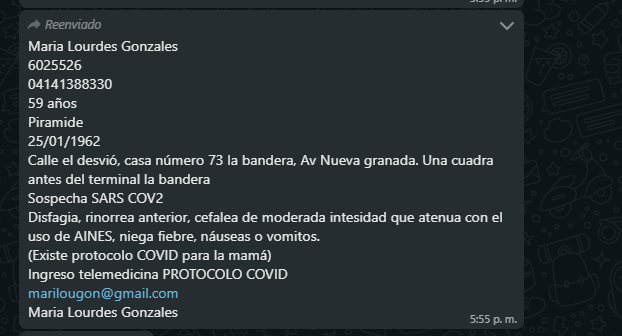 Reenviado
Maria Lourdes Gonzales
6025526
04141388330
59 años
Piramide
25/01/1962
Calle el desvió, casa número 73 la bandera, Av Nueva granada. Una cuadra
antes del terminal la bandera
Sospecha SARS COV2
Disfagia, rinorrea anterior, cefalea de moderada intesidad que atenua con el
uso de AINES, niega fiebre, náuseas o vomitos.
(Existe protocolo COVID para la mamá)
Ingreso telemedicina PROTOCOLO COVID
marilougon@gmail.com
Maria Lourdes Gonzales
5:55 p. m.